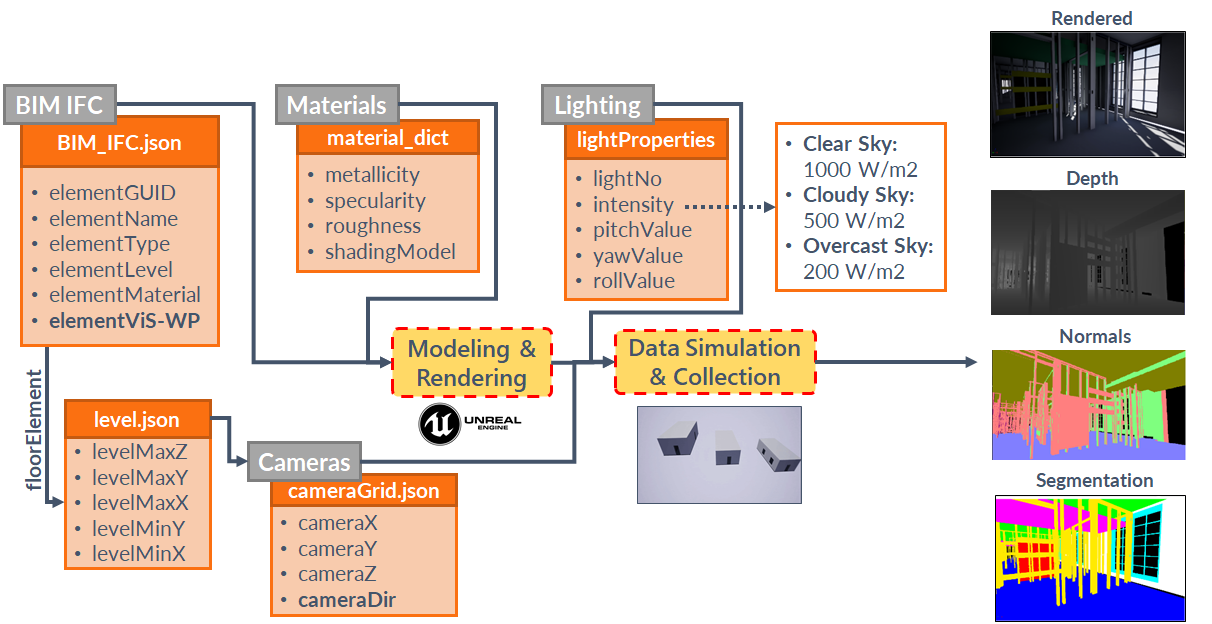 BIM IFC
BIM_IFC.json
• elementGUID
• elementName
• elementType
• elementLevel
• elementMaterial
• elementViS-WP
floorElement
level.json
• levelMaxZ
• levelMaxY
• levelMaxX
• levelMinY
• levelMinX
Materials
material_dict
• metallicity
• specularity
• roughness
• shadingModel
Cameras
cameraGrid.json
• cameraX
• cameraY
• cameraZ
• cameraDir
Modeling &
Rendering
UNREAL
ENGINE
Lighting
lightProperties
• lightNo
• intensity
• pitchValue
• yawValue
• rollValue
• Clear Sky:
1000 W/m2
• Cloudy Sky:
500 W/m2
• Overcast Sky:
200 W/m2
Data Simulation
& Collection
Rendered
Depth
Normals
Segmentation